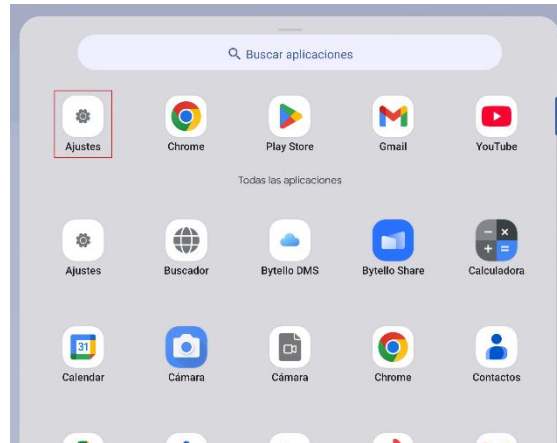 Buscar aplicaciones
Ajustes Chrome Play Store Gmail YouTube
Todas las aplicaciones
Ajustes Buscador Bytello DMS Bytello Share Calculadora
31
Calendar Cámara Cámara Chrome Contactos